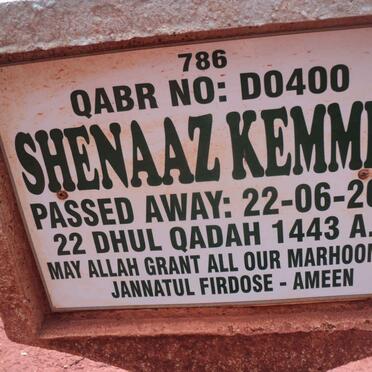 786
QABR NO: D0400
SHENAAZ KEMM
PASSED AWAY: 22-06-20
22 DHUL QADAH 1443 A.
MAY ALLAH GRANT ALL OUR MARHOOM
JANNATUL FIRDOSE - AMEEN